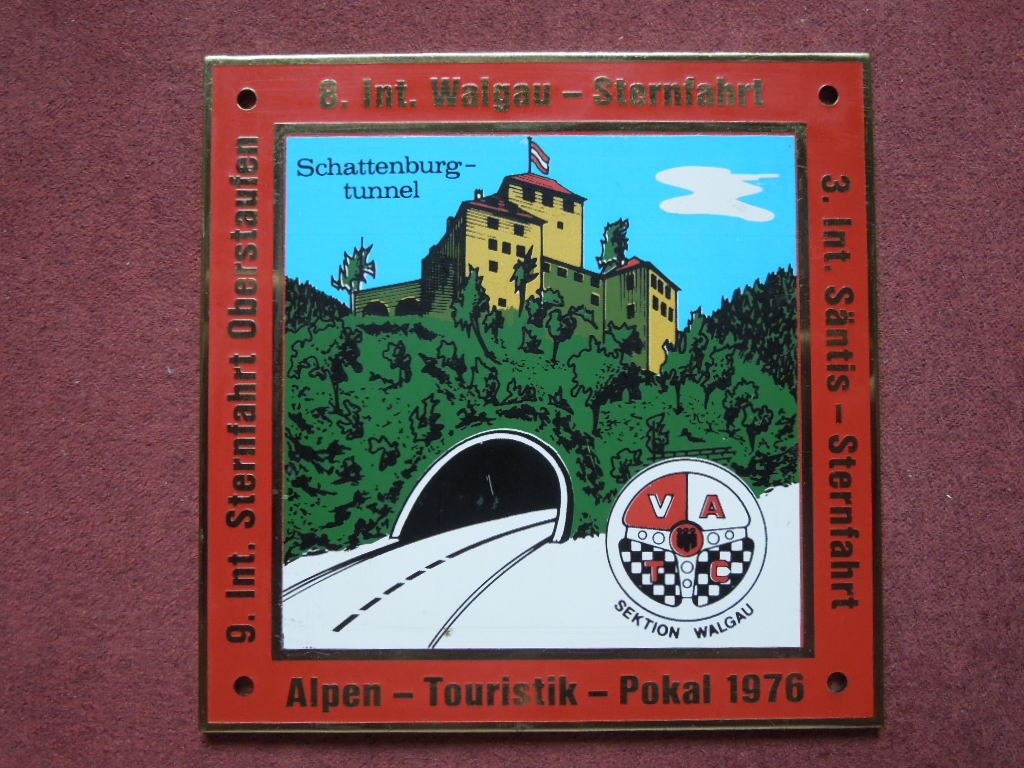 8. Int. Walgau – Sternfahrt
9. Int. Sternfahrt Oberstaufen
Schattenburg-
tunnel
3. Int. Säntis – Sternfahrt
V A
T C
SEKTION WALGAU
Alpen – Touristik – Pokal 1976